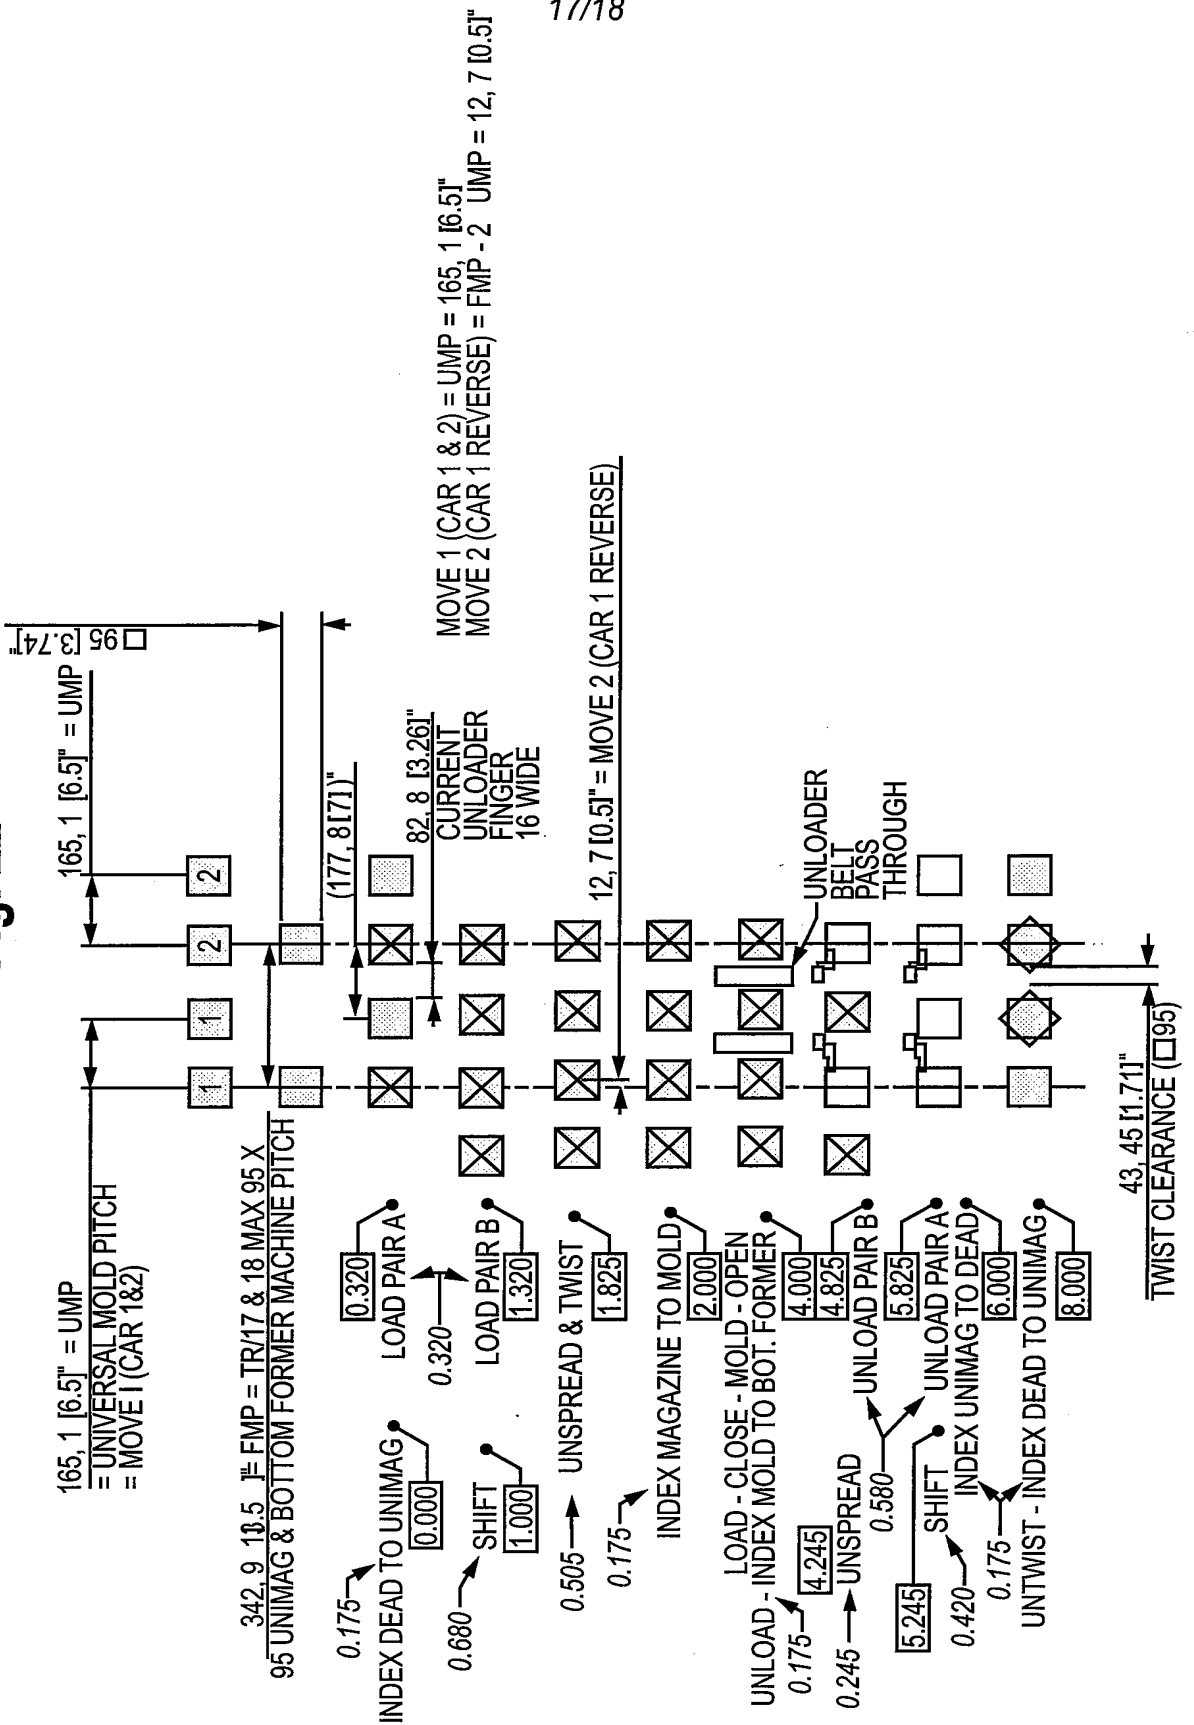 17/18
165, 1 [6.5]" = UMP
= UNIVERSAL MOLD PITCH
= MOVE I (CAR 1&2)
165, 1 [6.5]" = UMP
□ 95 [3.74]"
1
1
2
2
342, 9 13.5 ]"= FMP = TR/17 & 18 MAX 95 X
95 UNIMAG & BOTTOM FORMER MACHINE PITCH
(177, 8 [7] )"
82, 8 [3.26]"
CURRENT
UNLOADER
FINGER
16 WIDE
MOVE 1 (CAR 1 & 2) = UMP = 165, 1 [6.5]"
MOVE 2 (CAR 1 REVERSE) = FMP - 2 UMP = 12, 7 [0.5]"
12, 7 [0.5]" = MOVE 2 (CAR 1 REVERSE)
0.175
INDEX DEAD TO UNIMAG
0.000
0.320
LOAD PAIR A
0.320
0.680
SHIFT
1.000
LOAD PAIR B
1.320
0.505
UNSPREAD & TWIST
1.825
0.175
INDEX MAGAZINE TO MOLD
2.000
LOAD - CLOSE - MOLD - OPEN
UNLOAD - INDEX MOLD TO BOT. FORMER
0.175
4.000
4.825
4.245
0.245
UNSPREAD
UNLOAD PAIR B
0.580
5.825
UNLOAD PAIR A
5.245
SHIFT
0.420
INDEX UNIMAG TO DEAD
6.000
0.175
UNTWIST - INDEX DEAD TO UNIMAG
8.000
UNLOADER
BELT
PASS
THROUGH
43, 45 [1.71]"
TWIST CLEARANCE (□95)